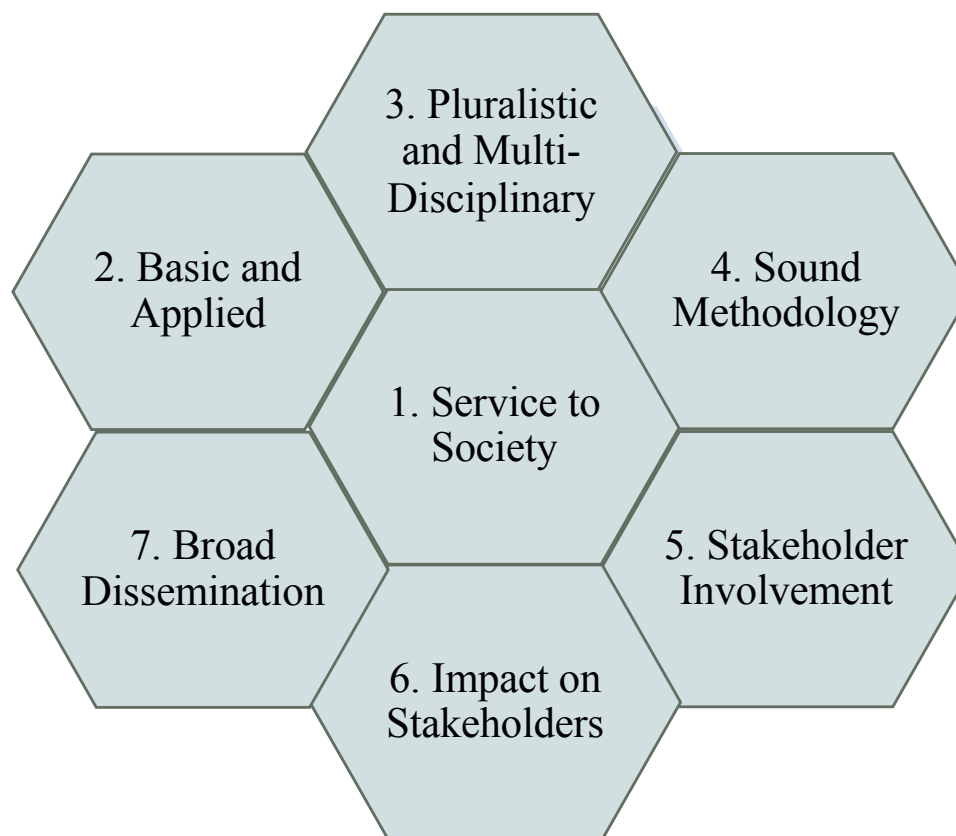 3. Pluralistic
and Multi-
Disciplinary
2. Basic and
Applied
4. Sound
Methodology
1. Service to
Society
7. Broad
Dissemination
5. Stakeholder
Involvement
6. Impact on
Stakeholders